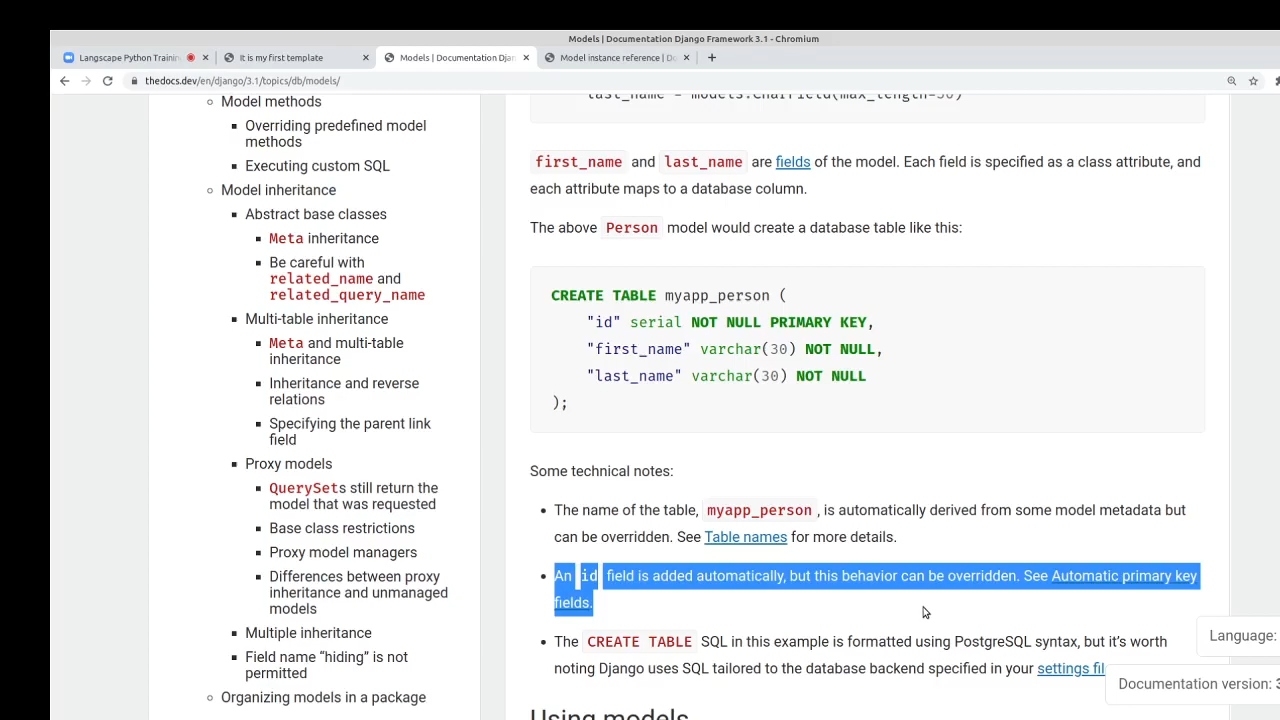 Models | Documentation Django Framework 3.1 - Chromium
Langscape Python Trainin
It is my first template
Models | Documentation Djan
Model instance reference | Do
thedocs.dev/en/django/3.1/topics/db/models/
Model methods
Overriding predefined model
methods
Executing custom SQL
Model inheritance
Abstract base classes
Meta inheritance
Be careful with
related_name and
related_query_name
Multi-table inheritance
Meta and multi-table
inheritance
Inheritance and reverse
relations
Specifying the parent link
field
Proxy models
QuerySets still return the
model that was requested
Base class restrictions
Proxy model managers
Differences between proxy
inheritance and unmanaged
models
Multiple inheritance
Field name “hiding” is not
permitted
Organizing models in a package
last_name = models.CharField(max_length=30)
first_name and last_name are fields of the model. Each field is specified as a class attribute, and
each attribute maps to a database column.
The above Person model would create a database table like this:
CREATE TABLE myapp_person (
"id" serial NOT NULL PRIMARY KEY,
"first_name" varchar(30) NOT NULL,
"last_name" varchar(30) NOT NULL
);
Some technical notes:
The name of the table, myapp_person, is automatically derived from some model metadata but
can be overridden. See Table names for more details.
An id field is added automatically, but this behavior can be overridden. See Automatic primary key
fields.
The CREATE TABLE SQL in this example is formatted using PostgreSQL syntax, but it’s worth
noting Django uses SQL tailored to the database backend specified in your settings fil
Using models
Language:
Documentation version: 3